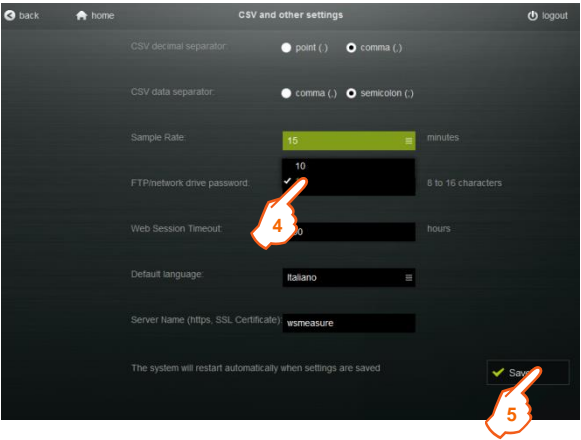 back home CSV and other settings logout
CSV decimal separator: point (.) comma (,)
CSV data separator: comma (,) semicolon (;)
Sample Rate: 15 minutes
10
FTP/network drive password: 8 to 16 characters
4
Web Session Timeout: hours
Default language: Italiano
Server Name (https, SSL Certificate): wsmeasure
The system will restart automatically when settings are saved
Save
5